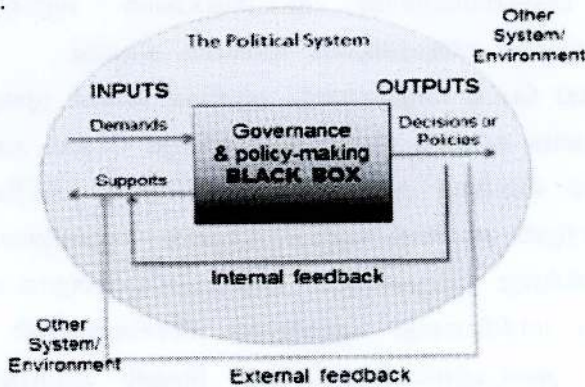 Other
System/
Environment
The Political System
INPUTS
OUTPUTS
Demands
Decisions or
Policies
Governance
& policy-making
BLACK BOX
Supports
Internal feedback
Other
System/
Environment
External feedback